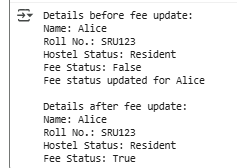 Details before fee update:
Name: Alice
Roll No.: SRU123
Hostel Status: Resident
Fee Status: False
Fee status updated for Alice

Details after fee update:
Name: Alice
Roll No.: SRU123
Hostel Status: Resident
Fee Status: True